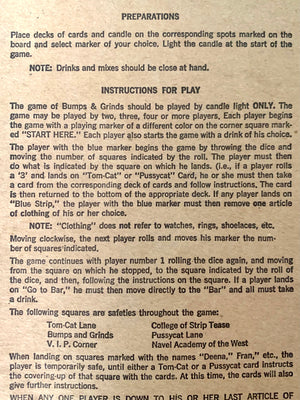 PREPARATIONS
Place decks of cards and candle on the corresponding spots marked on the
board and select marker of your choice. Light the candle at the start of the
game.
NOTE: Drinks and mixes should be close at hand.
INSTRUCTIONS FOR PLAY
The game of Bumps & Grinds should be played by candle light ONLY. The
game may be played by two, three, four or more players. Each player begins
the game with a playing marker of a different color on the corner square mark-
ed "START HERE." Each player also starts the game with a drink of his choice.
The player with the blue marker begins the game by throwing the dice and
moving the number of squares indicated by the roll. The player must then
do what is indicated by the square on which he lands. (i.e., if a player rolls
a '3' and lands on "Tom-Cat" or "Pussycat" Card, he or she must then take
a card from the corresponding deck of cards and follow instructions. The card
is then returned to the bottom of the appropriate deck. If any player lands on
"Blue Strip," the player with the blue marker must then remove one article
of clothing of his or her choice.
NOTE: "Clothing" does not refer to watches, rings, shoelaces, etc.
Moving clockwise, the next player rolls and moves his marker the num-
ber of squares indicated.
The game continues with player number 1 rolling the dice again, and moving
from the square on which he stopped, to the square indicated by the roll
of the dice, and then, following the instructions on the square. If a player lands
on "Go to Bar," he must then move directly to the "Bar" and all must take
a drink.
The following squares are safeties throughout the game:
Tom-Cat Lane College of Strip Tease
Bumps and Grinds Pussycat Lane
V. I. P. Corner Navel Academy of the West
When landing on squares marked with the names "Deena," Fran," etc., the
player is temporarily safe, until either a Tom-Cat or a Pussycat card instructs
the covering-up of that square with the cards. At this time, the cards will also
give further instructions.
WHEN ANY ONE PLAYER IS DOWN TO HIS OR HER LAST ARTICLE OF